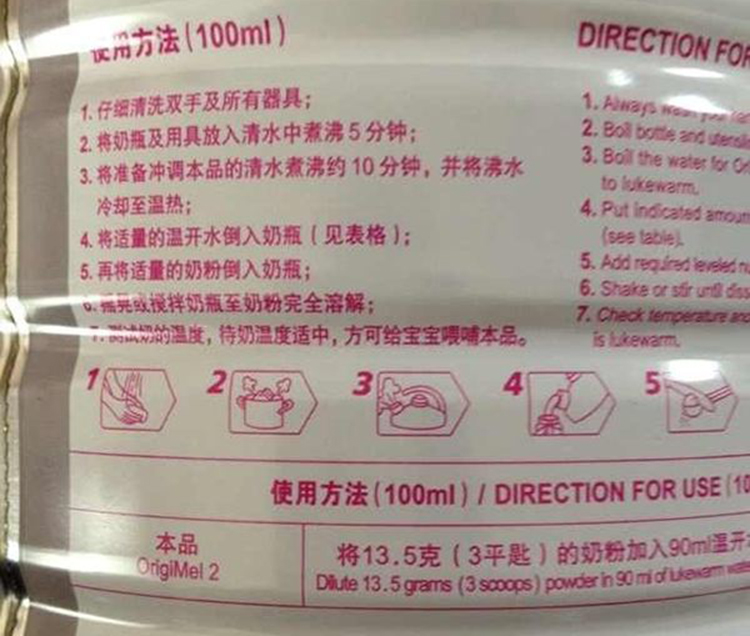 使用方法(100ml)
1. 仔细清洗双手及所有器具；
2. 将奶瓶及用具放入清水中煮沸5分钟；
3. 将准备冲调本品的清水煮沸约10分钟，并将沸水
冷却至温热；
4. 将适量的温开水倒入奶瓶(见表格)；
5. 再将适量的奶粉倒入奶瓶；
6. 摇晃或搅拌奶瓶至奶粉完全溶解；
7. 测试奶的温度，待奶温度适中，方可给宝宝喂哺本品。
DIRECTION FOR
1. Always wash your
2. Boil bottle and
3. Boil the water for
to lukewarm.
4. Put indicated
(see table).
5. Add required leveled
6. Shake or stir until
7. Check temperature and
is lukewarm.
1 2 3 4 5
使用方法(100ml) / DIRECTION FOR USE (10
本品
OrigiMel 2
将13.5克(3平匙)的奶粉加入90ml温开
Dilute 13.5 grams (3 scoops) powder in 90 ml of lukewarm